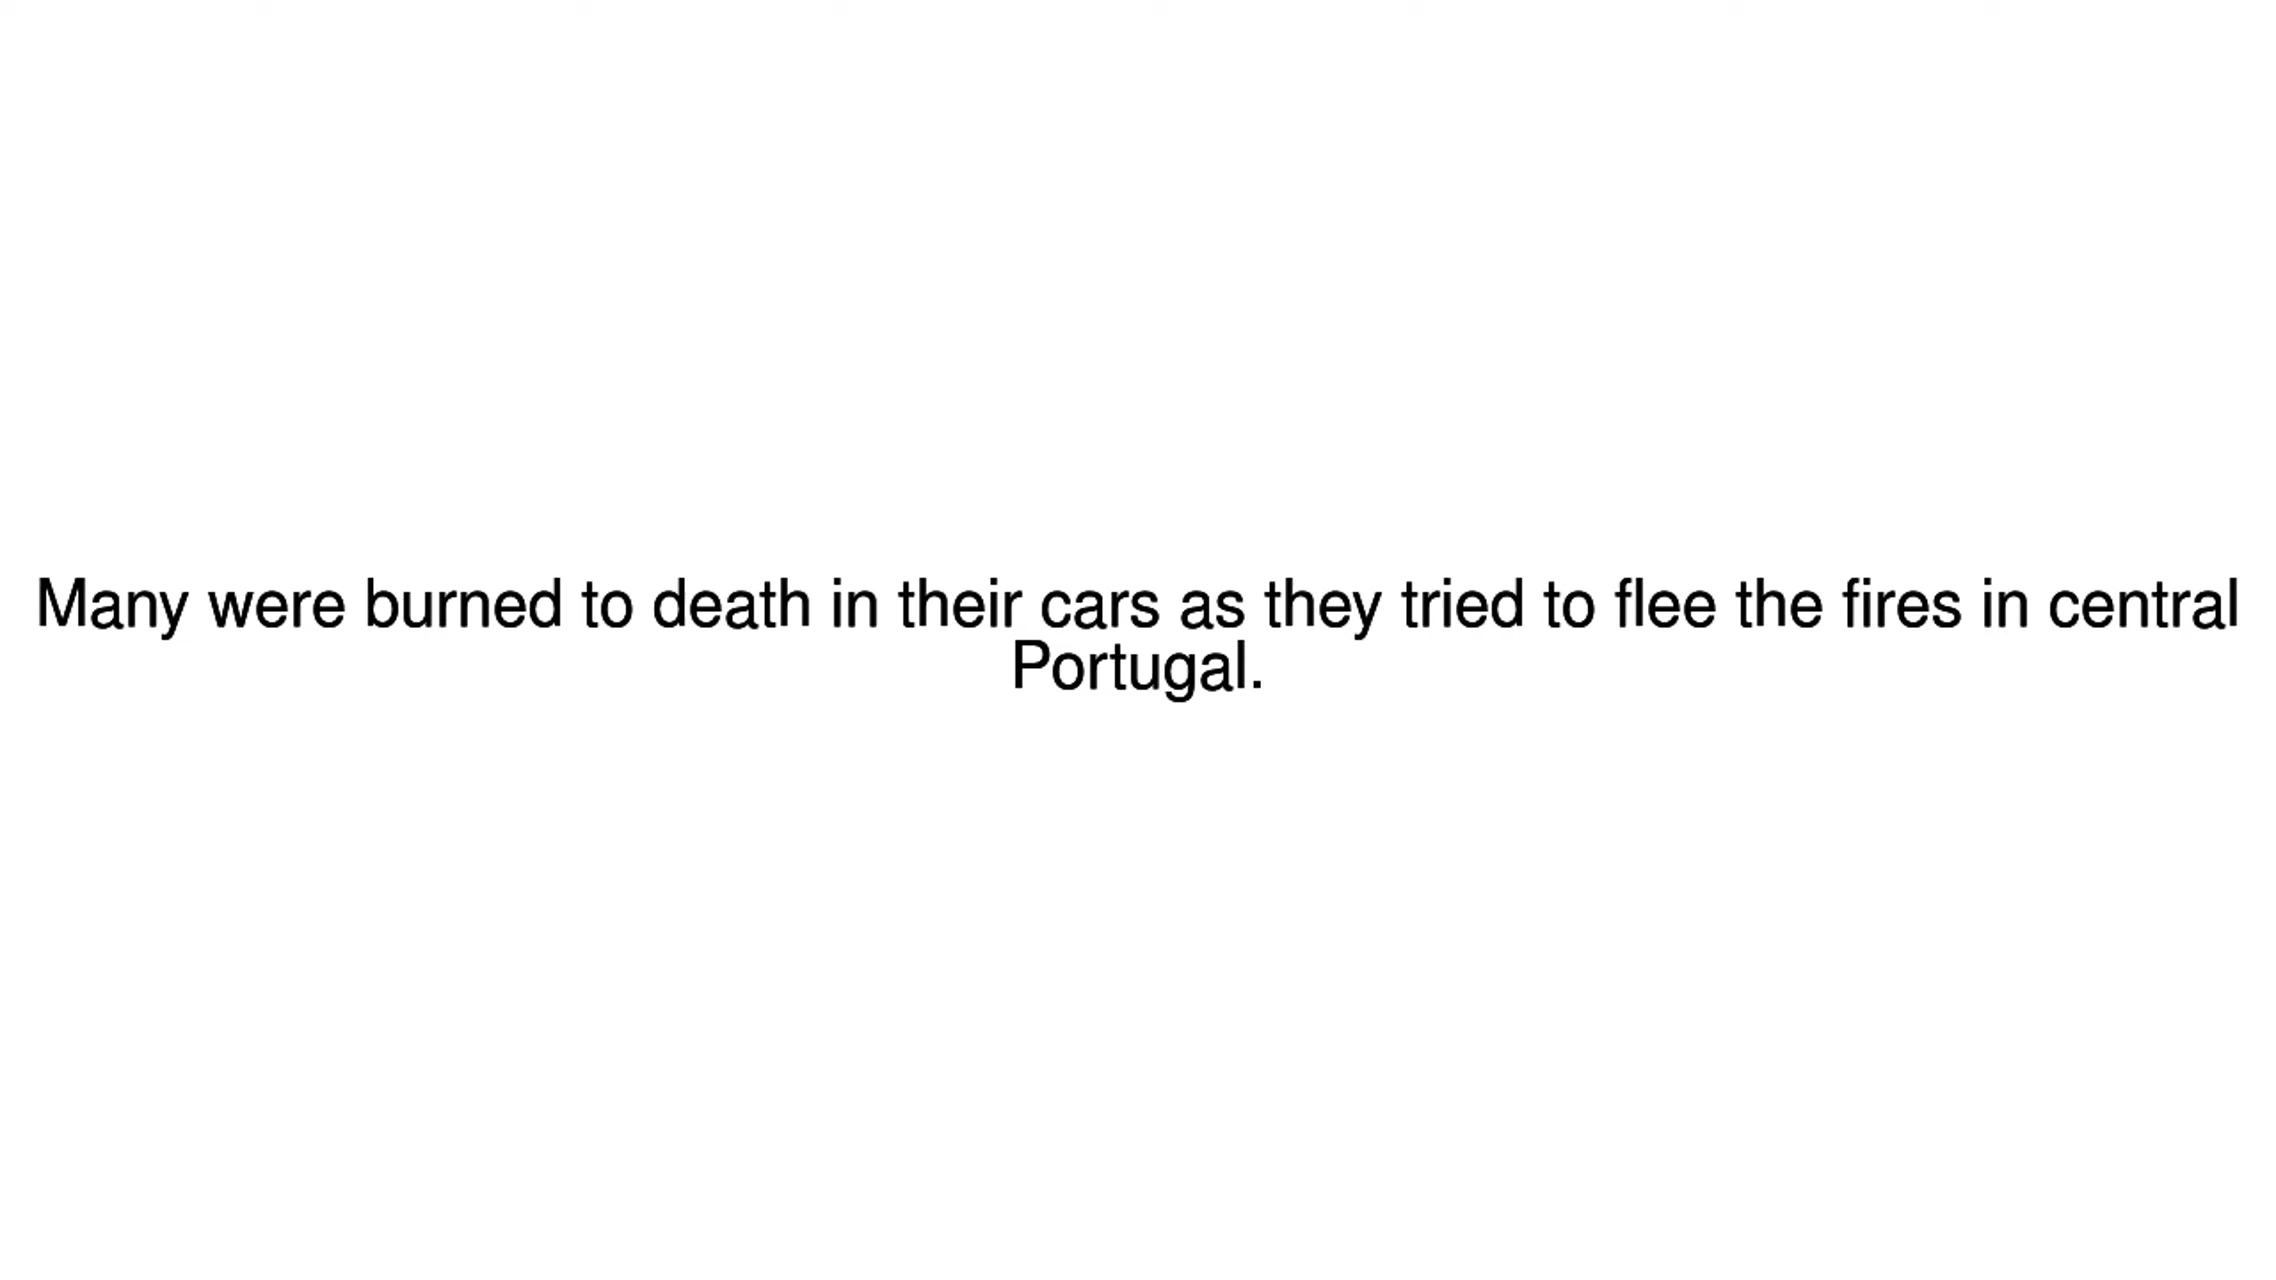 Many were burned to death in their cars as they tried to flee the fires in central
Portugal.